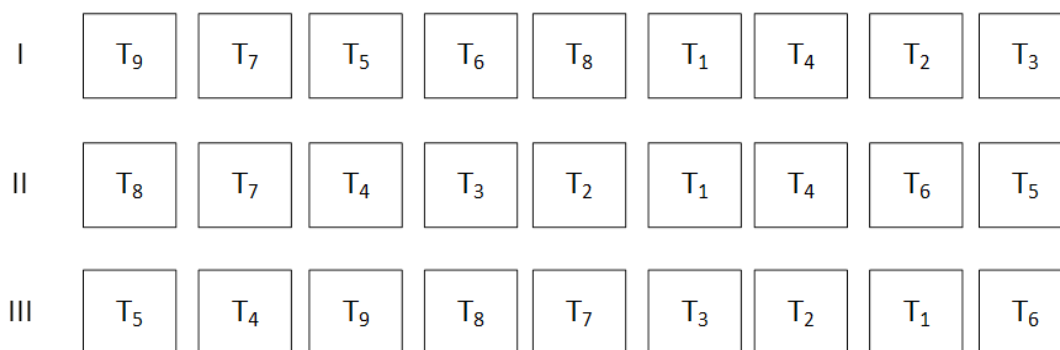 I T₉ T₇ T₅ T₆ T₈ T₁ T₄ T₂ T₃
II T₈ T₇ T₄ T₃ T₂ T₁ T₄ T₆ T₅
III T₅ T₄ T₉ T₈ T₇ T₃ T₂ T₁ T₆